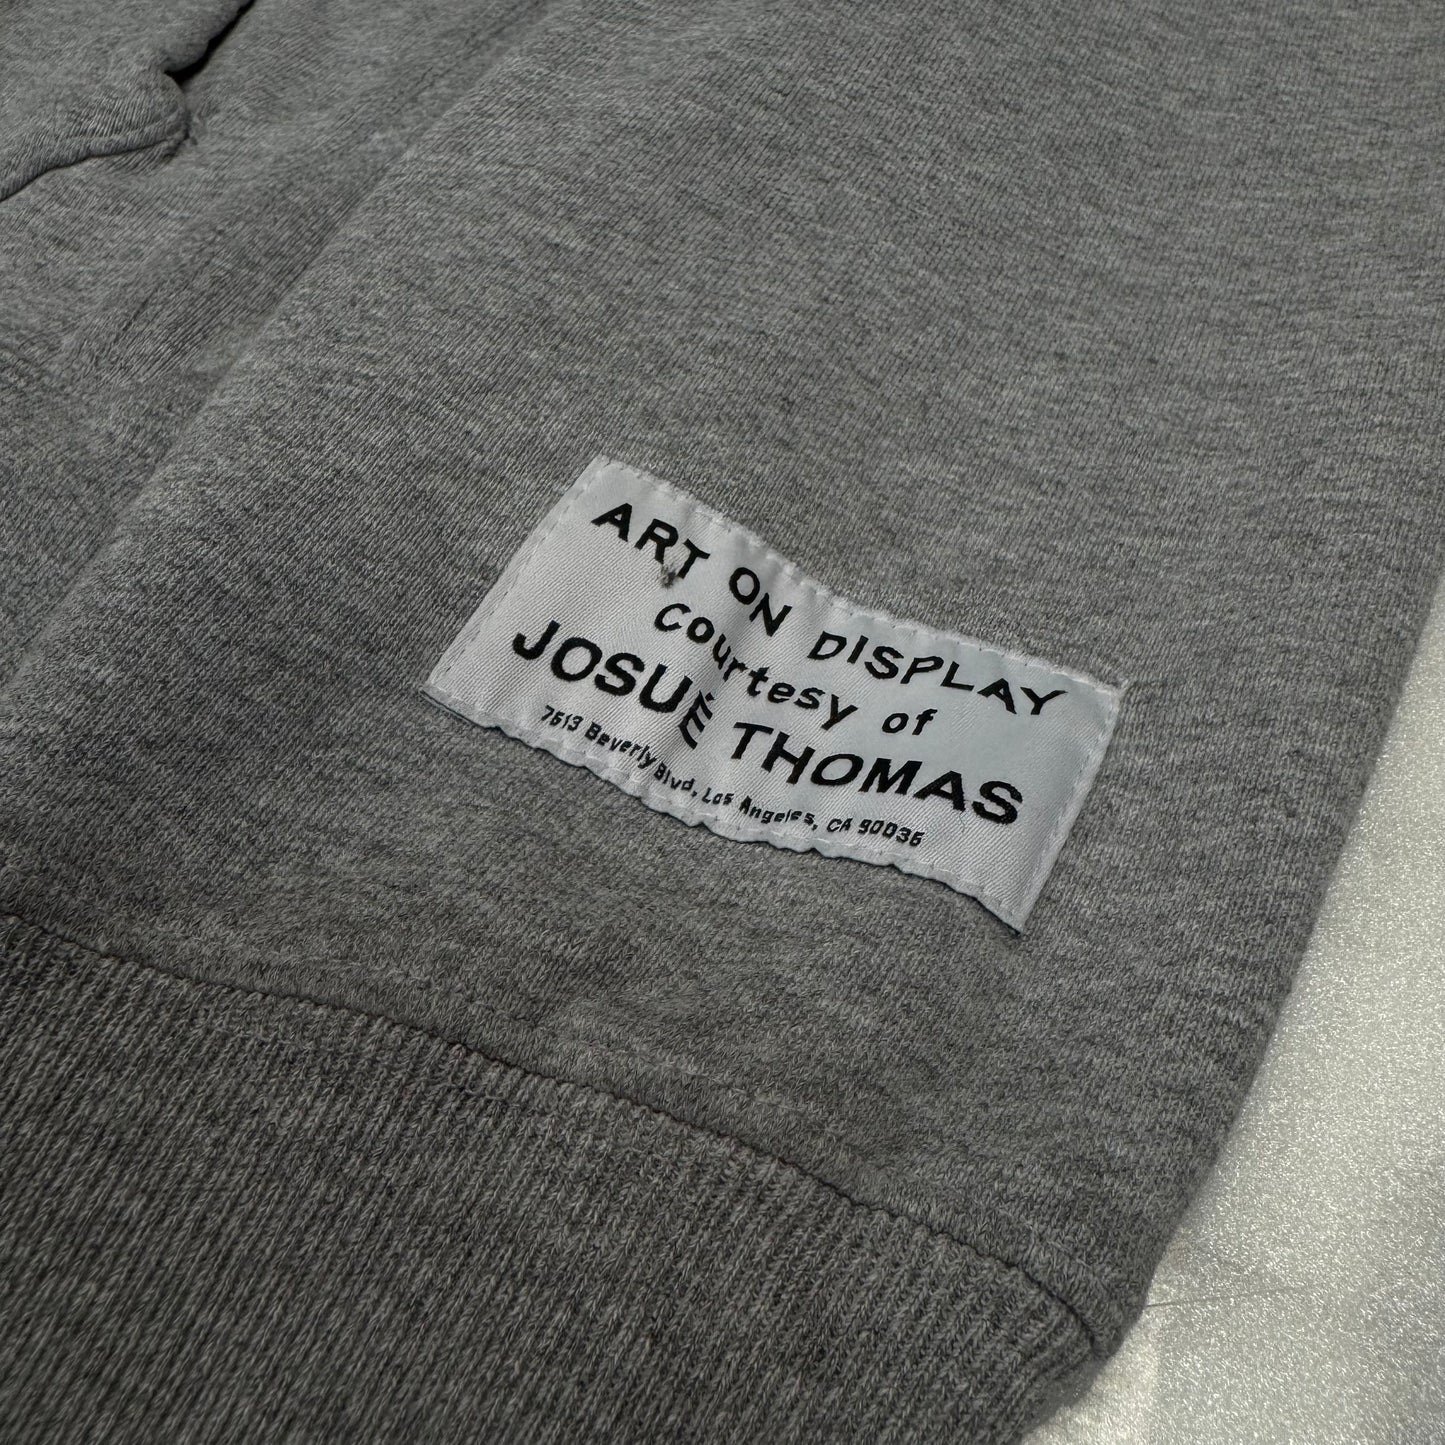 ART ON DISPLAY
Courtesy of
JOSUÉ THOMAS
7513 Beverly Blvd, Los Angeles, CA 90036